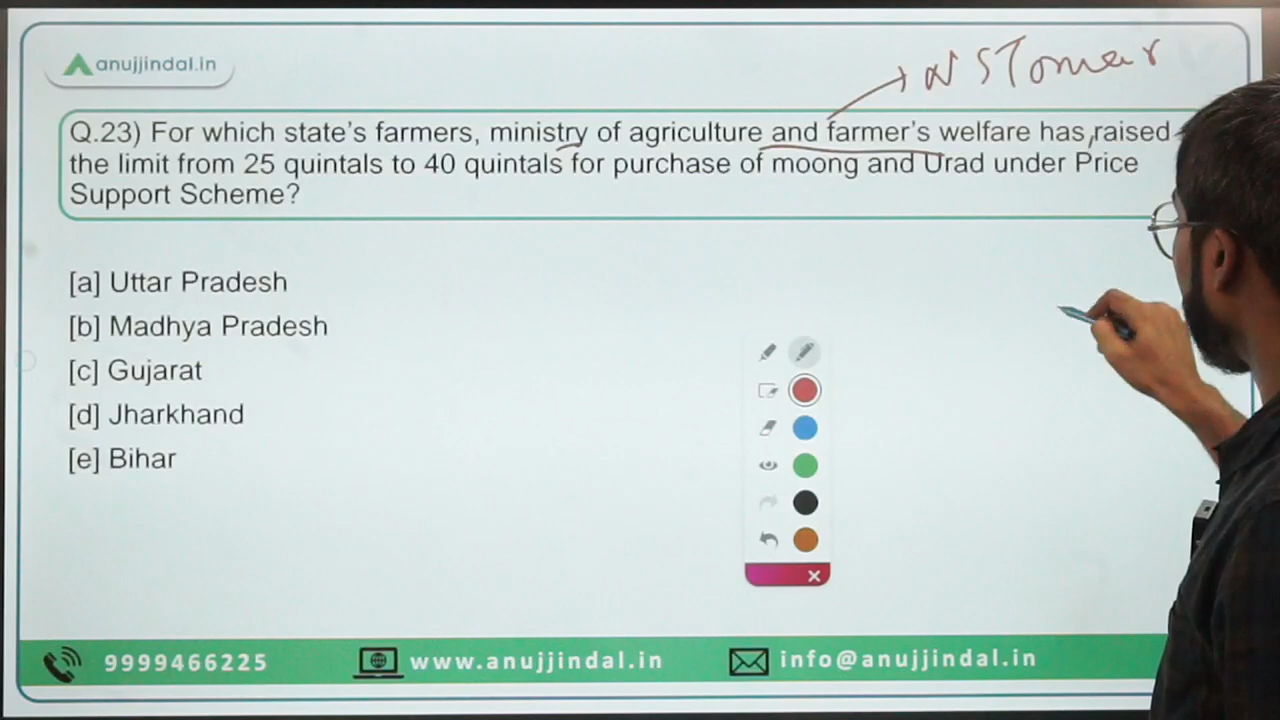 anujjindal.in
N S Tomar
Q.23) For which state's farmers, ministry of agriculture and farmer's welfare has raised
the limit from 25 quintals to 40 quintals for purchase of moong and Urad under Price
Support Scheme?
[a] Uttar Pradesh
[b] Madhya Pradesh
[c] Gujarat
[d] Jharkhand
[e] Bihar
9999466225
www.anujjindal.in
info@anujjindal.in